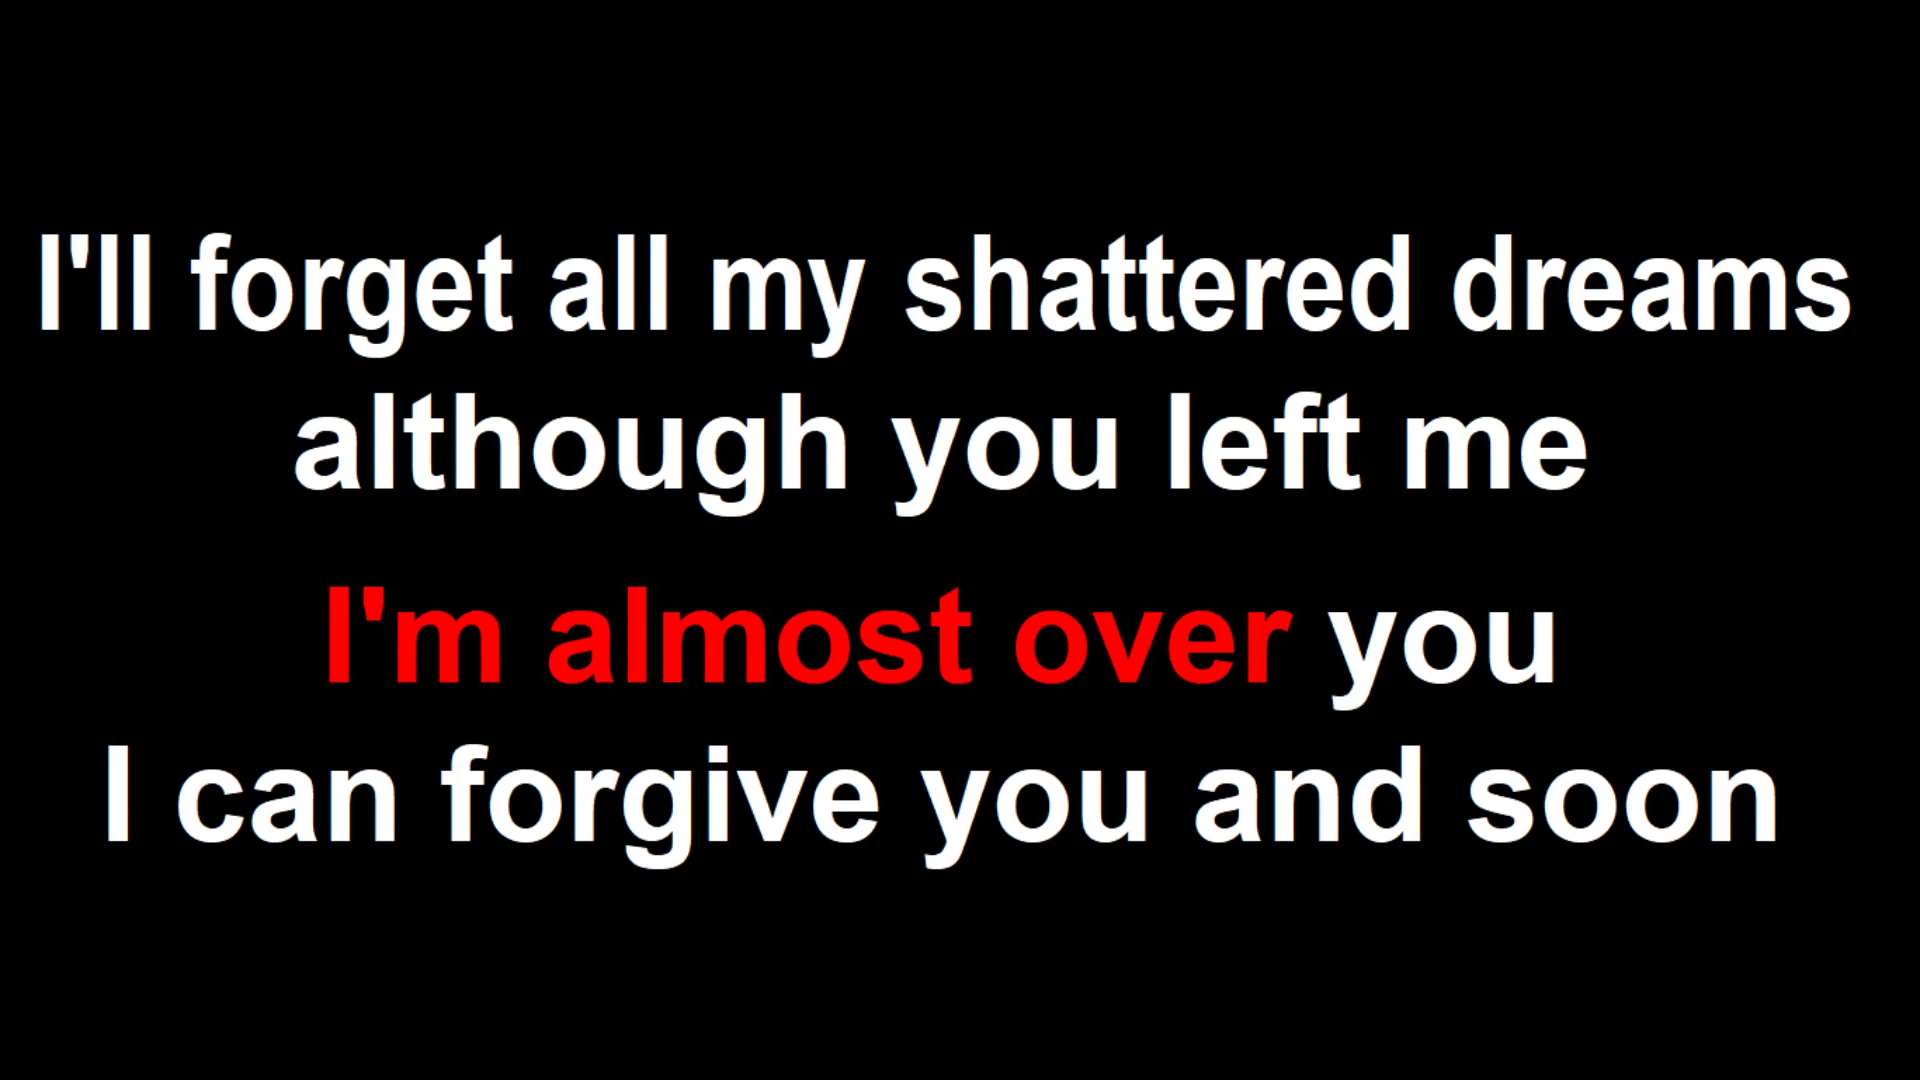 I'll forget all my shattered dreams
although you left me
I'm almost over you
I can forgive you and soon